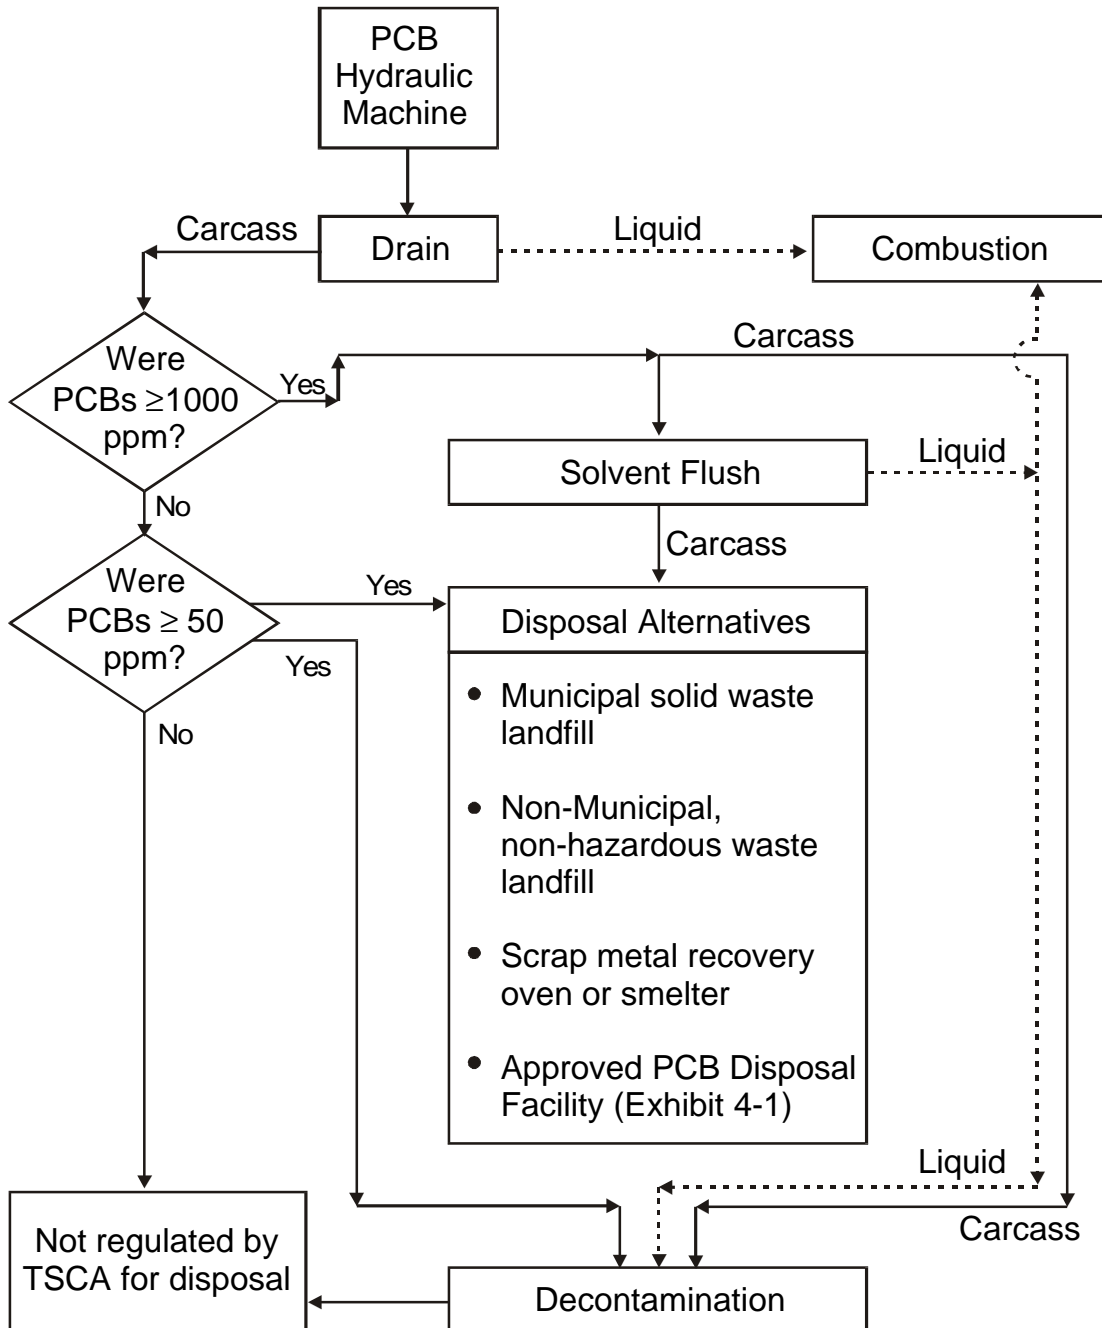 PCB
Hydraulic
Machine
Carcass
Drain
Liquid
Combustion
Were
PCBs ≥1000
ppm?
Yes
Carcass
Solvent Flush
Liquid
No
Carcass
Were
PCBs ≥ 50
ppm?
Yes
Yes
No
Disposal Alternatives
• Municipal solid waste
landfill
• Non-Municipal,
non-hazardous waste
landfill
• Scrap metal recovery
oven or smelter
• Approved PCB Disposal
Facility (Exhibit 4-1)
Liquid
Carcass
Not regulated by
TSCA for disposal
Decontamination